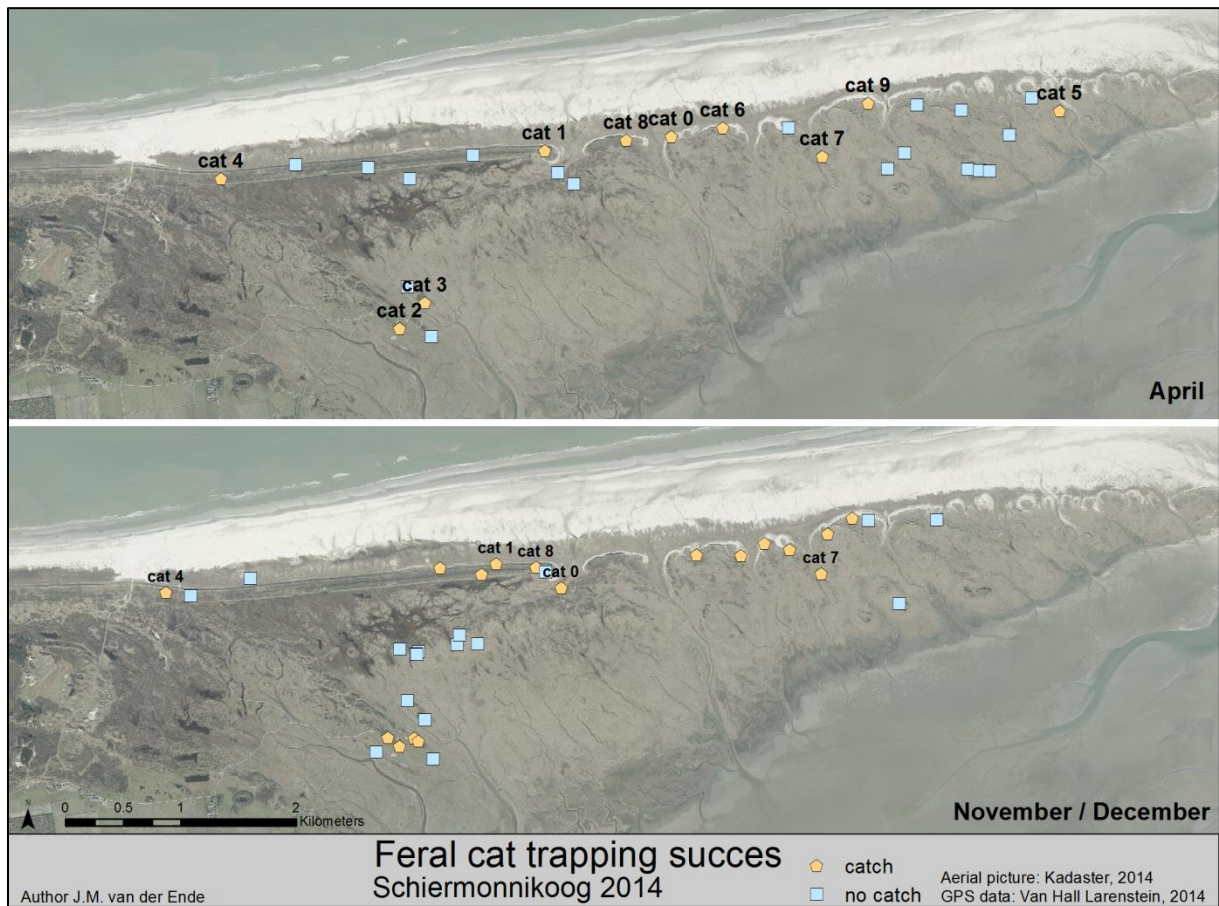 cat 9
cat 5
cat 6
cat 0
cat 8
cat 1
cat 7
cat 4
cat 3
cat 2
April
cat 1
cat 8
cat 7
cat 4
cat 0
N
0 0.5 1 2
Kilometers
November / December
Feral cat trapping succes
Schiermonnikoog 2014
Author J.M. van der Ende
catch
no catch
Aerial picture: Kadaster, 2014
GPS data: Van Hall Larenstein, 2014